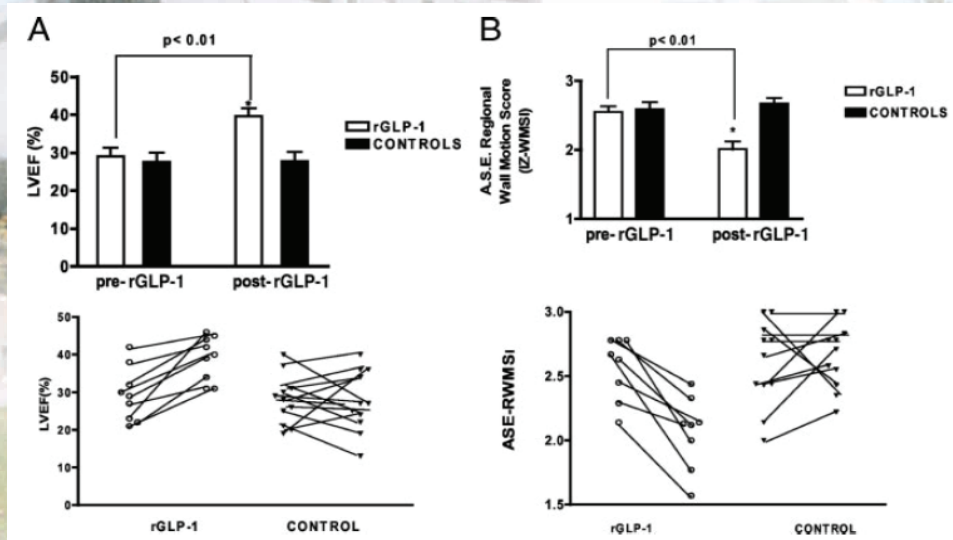 A
p< 0.01
50
40
30
20
10
0
LVEF (%)
*
rGLP-1
CONTROLS
pre- rGLP-1
post- rGLP-1
B
p< 0.01
3
2
1
A.S.E. Regional
Wall Motion Score
(IZ-WMSI)
*
rGLP-1
CONTROLS
pre- rGLP-1
post- rGLP-1
50
40
30
20
10
0
LVEF(%)
rGLP-1
CONTROL
3.0
2.5
2.0
1.5
ASE-RWMSI
rGLP-1
CONTROL